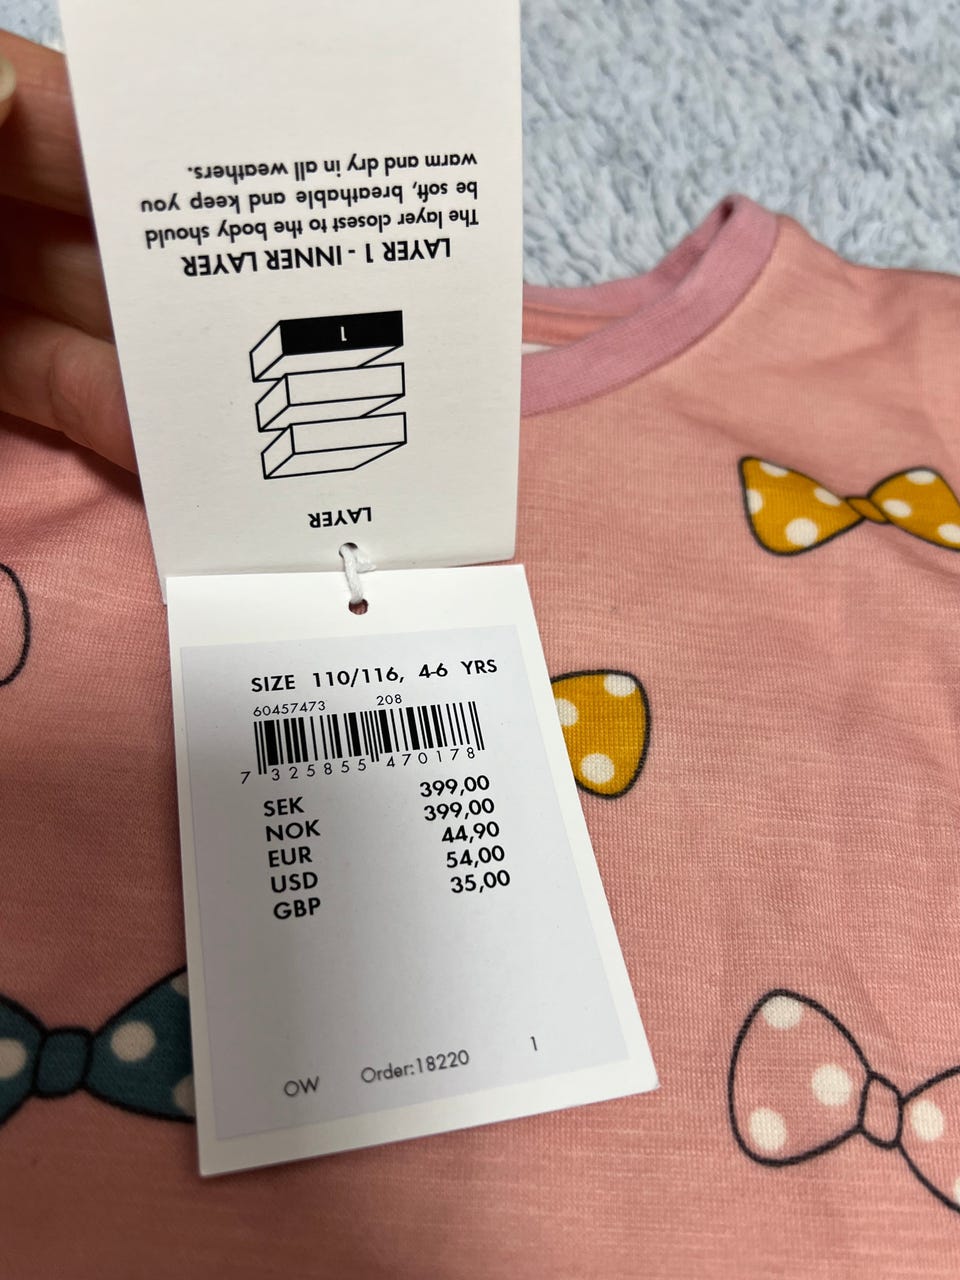 LAYER
1
LAYER 1 - INNER LAYER
The layer closest to the body should
be soft, breathable and keep you
warm and dry in all weathers.
SIZE 110/116, 4-6 YRS
60457473 208
7 325855 470178
SEK 399,00
NOK 399,00
EUR 44,90
USD 54,00
GBP 35,00
OW Order:18220 1